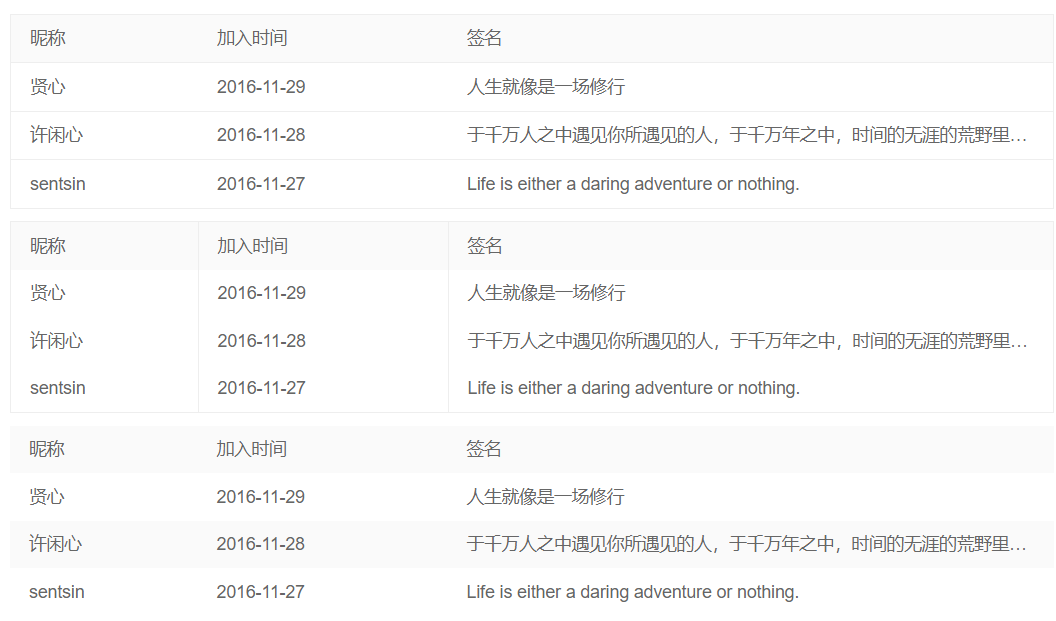 昵称 加入时间 签名
贤心 2016-11-29 人生就像是一场修行
许闲心 2016-11-28 于千万人之中遇见你所遇见的人，于千万年之中，时间的无涯的荒野里…
sentsin 2016-11-27 Life is either a daring adventure or nothing.
昵称 加入时间 签名
贤心 2016-11-29 人生就像是一场修行
许闲心 2016-11-28 于千万人之中遇见你所遇见的人，于千万年之中，时间的无涯的荒野里…
sentsin 2016-11-27 Life is either a daring adventure or nothing.
昵称 加入时间 签名
贤心 2016-11-29 人生就像是一场修行
许闲心 2016-11-28 于千万人之中遇见你所遇见的人，于千万年之中，时间的无涯的荒野里…
sentsin 2016-11-27 Life is either a daring adventure or nothing.